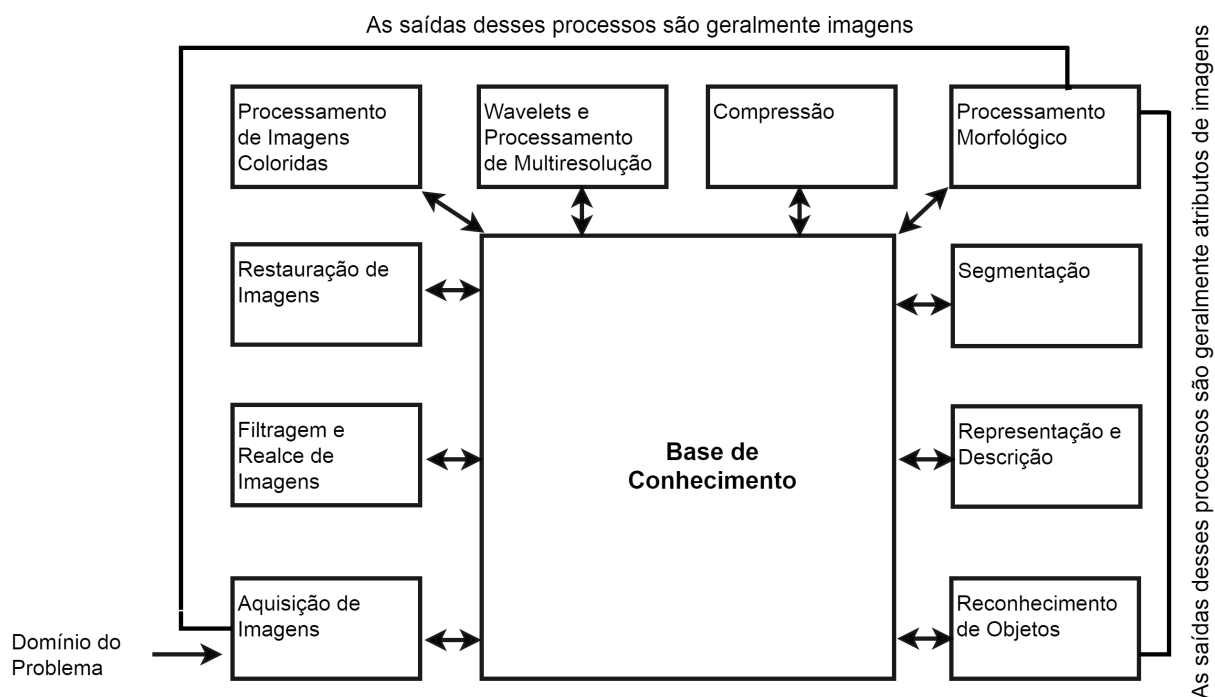 As saídas desses processos são geralmente imagens
Processamento
de Imagens
Coloridas
Wavelets e
Processamento
de Multiresolução
Compressão
Processamento
Morfológico
Restauração de
Imagens
Segmentação
Filtragem e
Realce de
Imagens
Base de
Conhecimento
Representação e
Descrição
Aquisição de
Imagens
Reconhecimento
de Objetos
Domínio do
Problema
As saídas desses processos são geralmente atributos de imagens